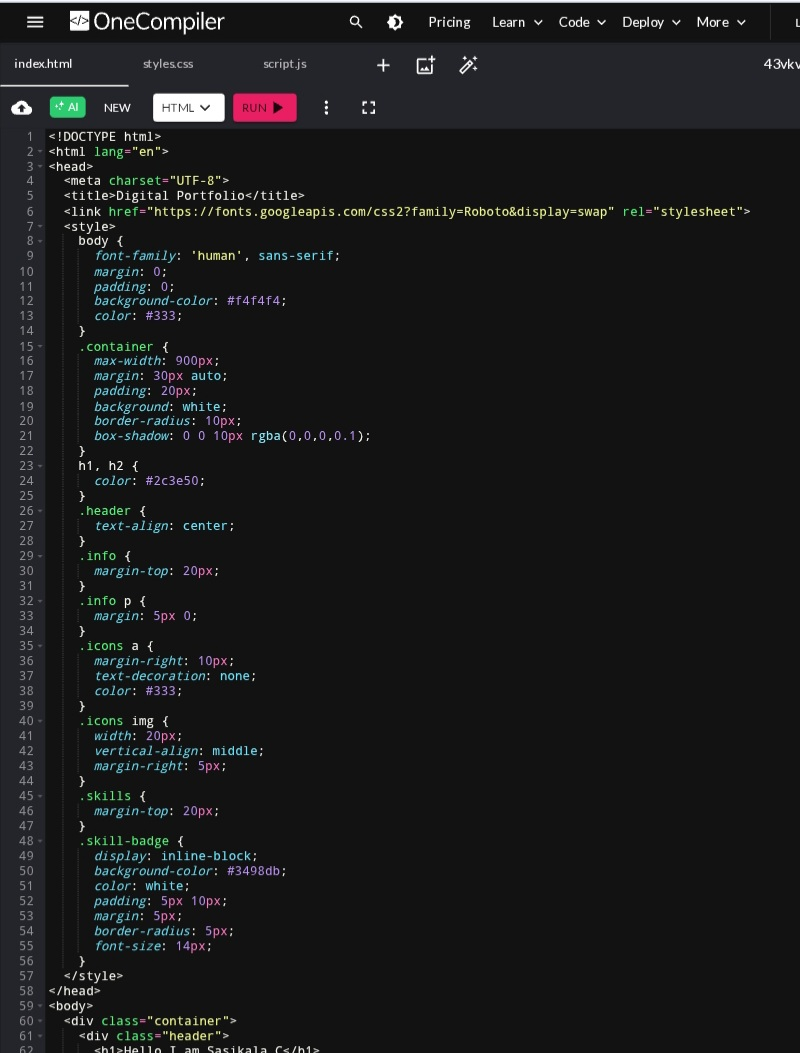 OneCompiler Pricing Learn Code Deploy More L
index.html styles.css script.js + 43vkv
AI NEW HTML RUN
1 <!DOCTYPE html>
2 <html lang="en">
3 <head>
4 <meta charset="UTF-8">
5 <title>Digital Portfolio</title>
6 <link href="https://fonts.googleapis.com/css2?family=Roboto&display=swap" rel="stylesheet">
7 <style>
8 body {
9 font-family: 'human', sans-serif;
10 margin: 0;
11 padding: 0;
12 background-color: #f4f4f4;
13 color: #333;
14 }
15 .container {
16 max-width: 900px;
17 margin: 30px auto;
18 padding: 20px;
19 background: white;
20 border-radius: 10px;
21 box-shadow: 0 0 10px rgba(0,0,0,0.1);
22 }
23 h1, h2 {
24 color: #2c3e50;
25 }
26 .header {
27 text-align: center;
28 }
29 .info {
30 margin-top: 20px;
31 }
32 .info p {
33 margin: 5px 0;
34 }
35 .icons a {
36 margin-right: 10px;
37 text-decoration: none;
38 color: #333;
39 }
40 .icons img {
41 width: 20px;
42 vertical-align: middle;
43 margin-right: 5px;
44 }
45 .skills {
46 margin-top: 20px;
47 }
48 .skill-badge {
49 display: inline-block;
50 background-color: #3498db;
51 color: white;
52 padding: 5px 10px;
53 margin: 5px;
54 border-radius: 5px;
55 font-size: 14px;
56 }
57 </style>
58 </head>
59 <body>
60 <div class="container">
61 <div class="header">
62 <h1>Hello I am Sasikala C</h1>